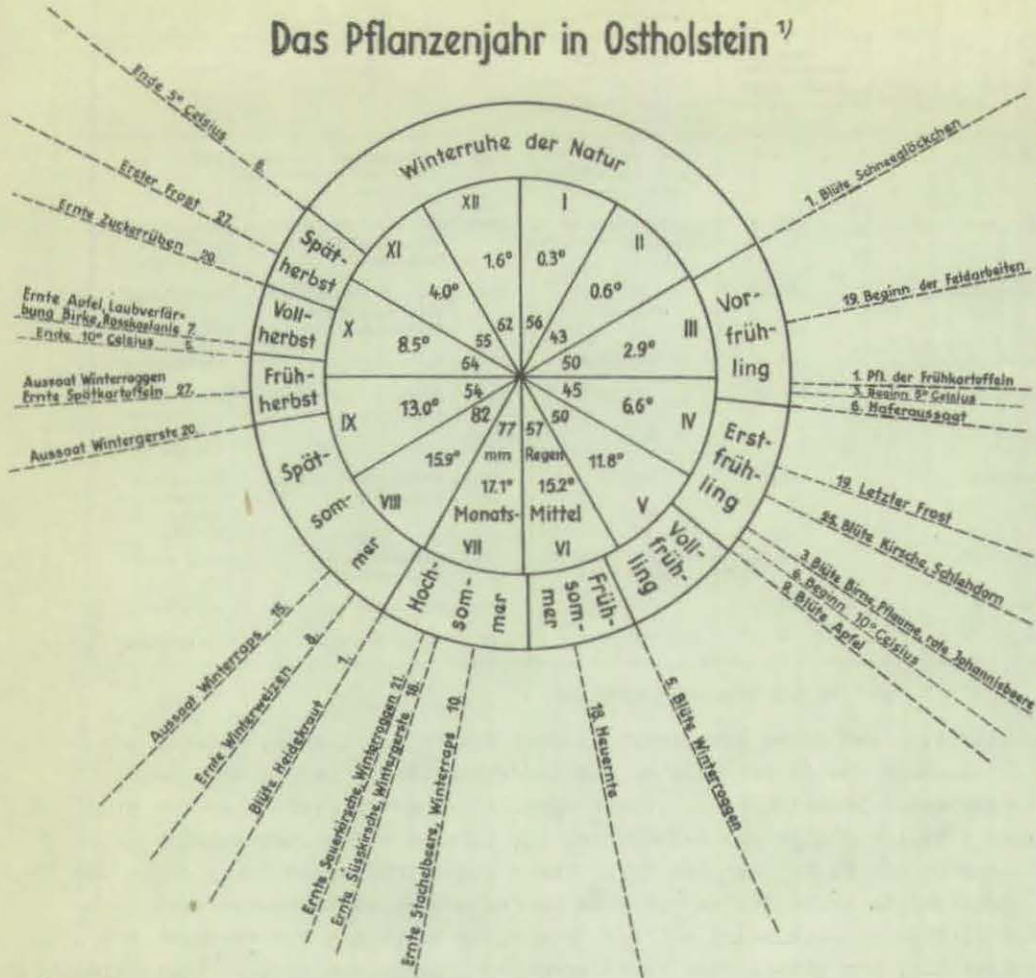 Das Pflanzenjahr in Ostholstein 1)
Winterruhe der Natur
Vor-
früh-
ling
Erst-
früh-
ling
Voll-
früh-
ling
Früh-
som-
mer
Hoch-
som-
mer
Spät-
som-
mer
Früh-
herbst
Voll-
herbst
Spät-
herbst
I
0.3°
56
II
0.6°
43
III
2.9°
50
IV
6.6°
45
V
11.8°
50
VI
Mittel
15.2°
Regen
57
VII
Monats-
17.1°
mm
77
VIII
15.9°
82
IX
13.0°
54
X
8.5°
64
XI
4.0°
55
XII
1.6°
62
1. Blüte Schneeglöckchen
19. Beginn der Feldarbeiten
1. Pfl. der Frühkartoffeln
3. Beginn 5° Celsius
6. Haferaussaat
19. Letzter Frost
25. Blüte Kirsche, Schlehdorn
3. Blüte Birne, Pflaume, rote Johannisbeere
6. Beginn 10° Celsius
9. Blüte Apfel
5. Blüte Winterroggen
18. Heuernte
Ernte Stachelbeere, Winterraps 10.
Ernte Süsskirsche, Wintergerste 18.
Ernte Sauerkirsche, Winterroggen 21.
Blüte Heidekraut 7.
Ernte Winterweizen 8.
Aussaat Winterraps 15.
Aussaat Wintergerste 20.
Aussaat Winterroggen
Ernte Spätkartoffeln 27.
Ende 10° Celsius 5.
Ernte Apfel, Laubverfär-
bung Birke, Rosskastanie 7.
Ernte Zuckerrüben 20.
Erster Frost 27.
Ende 5° Celsius 8.